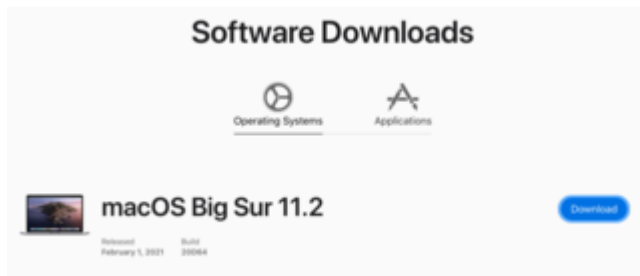 Software Downloads
Operating Systems Applications
macOS Big Sur 11.2
Download
Released Build
February 1, 2021 20D64